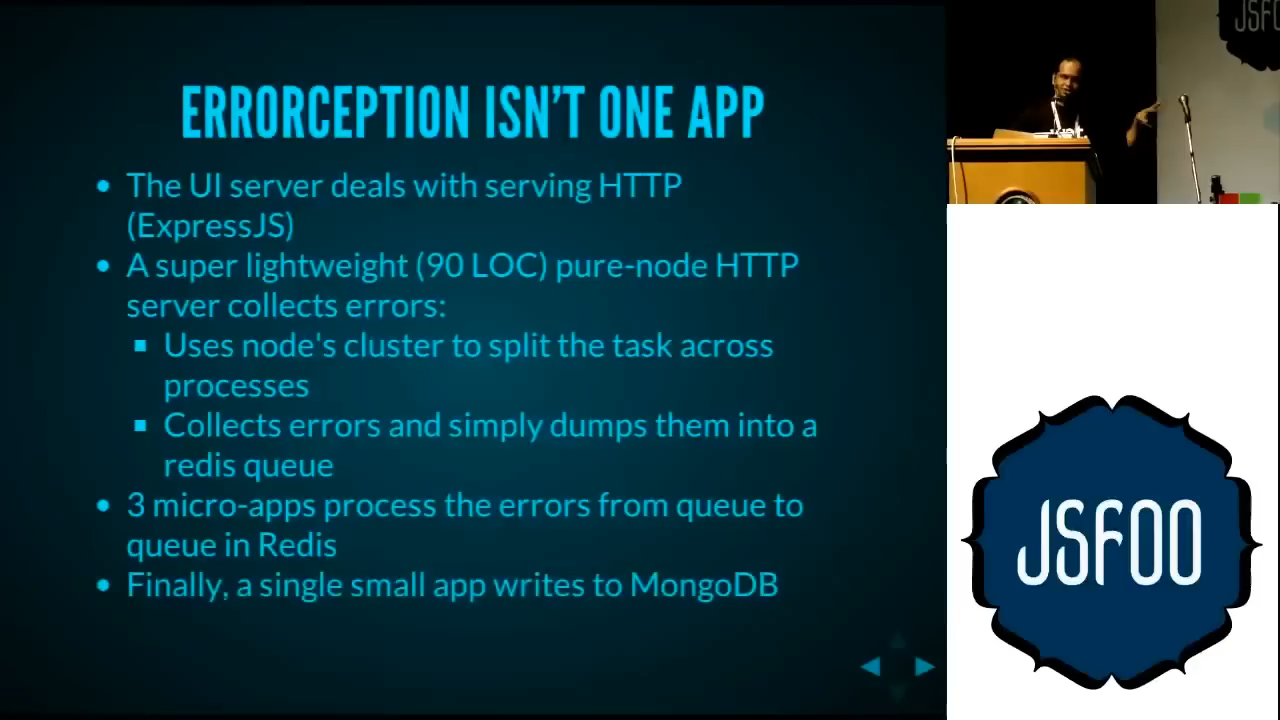 ERRORCEPTION ISN'T ONE APP
The UI server deals with serving HTTP
(ExpressJS)
A super lightweight (90 LOC) pure-node HTTP
server collects errors:
Uses node's cluster to split the task across
processes
Collects errors and simply dumps them into a
redis queue
3 micro-apps process the errors from queue to
queue in Redis
Finally, a single small app writes to MongoDB
JSFOO